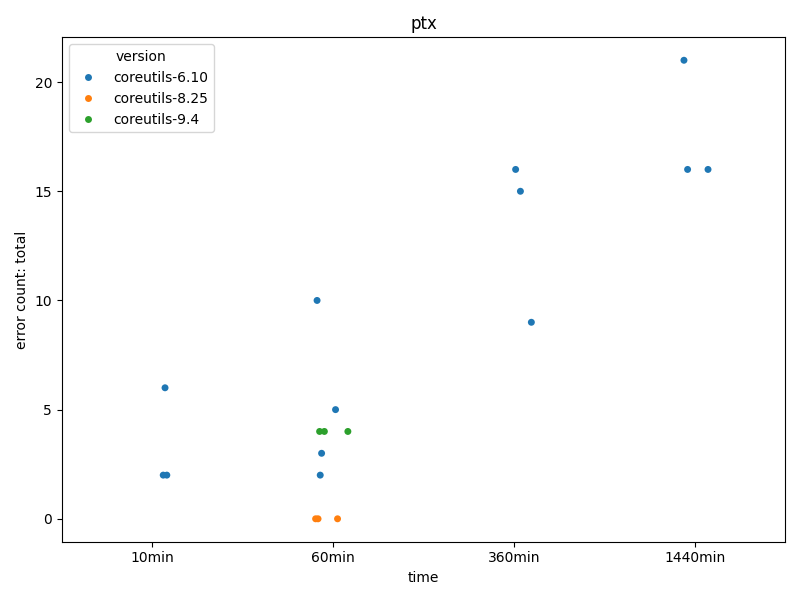 ptx
version
coreutils-6.10
coreutils-8.25
coreutils-9.4
error count: total
20
15
10
5
0
10min
60min
360min
1440min
time